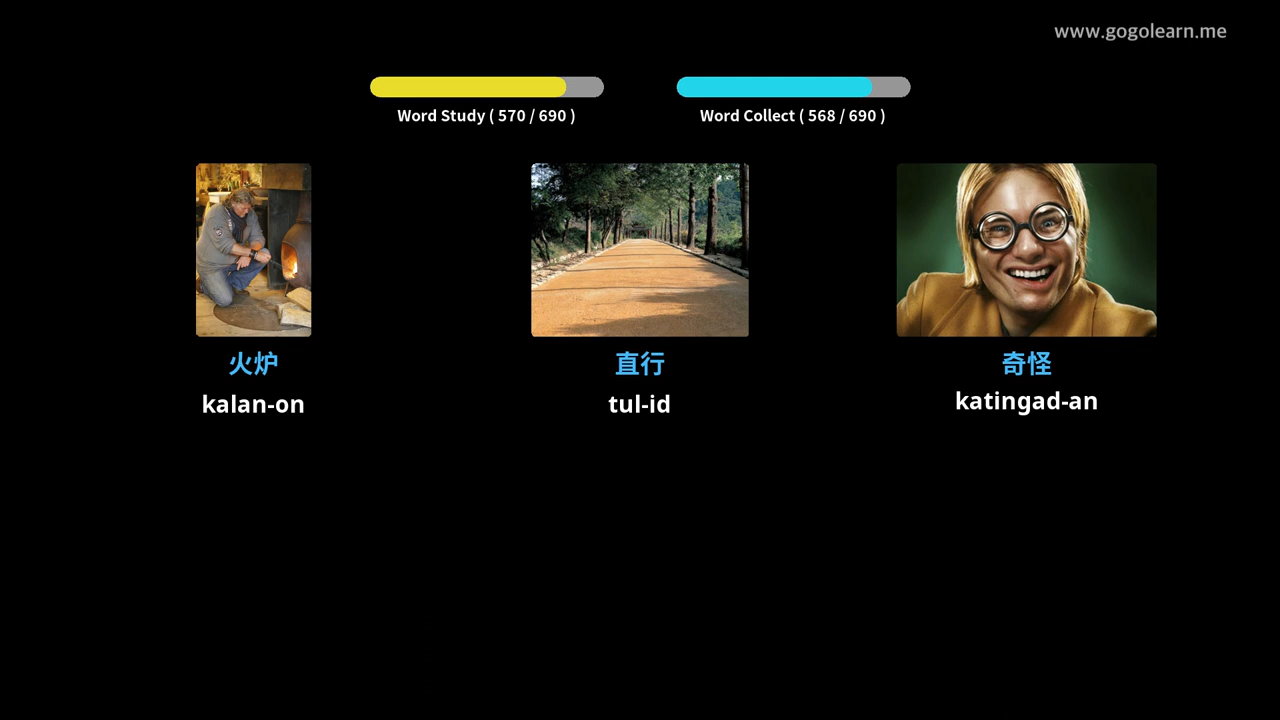 www.gogolearn.me
Word Study ( 570 / 690 )
Word Collect ( 568 / 690 )
火炉
直行
奇怪
kalan-on
tul-id
katingad-an